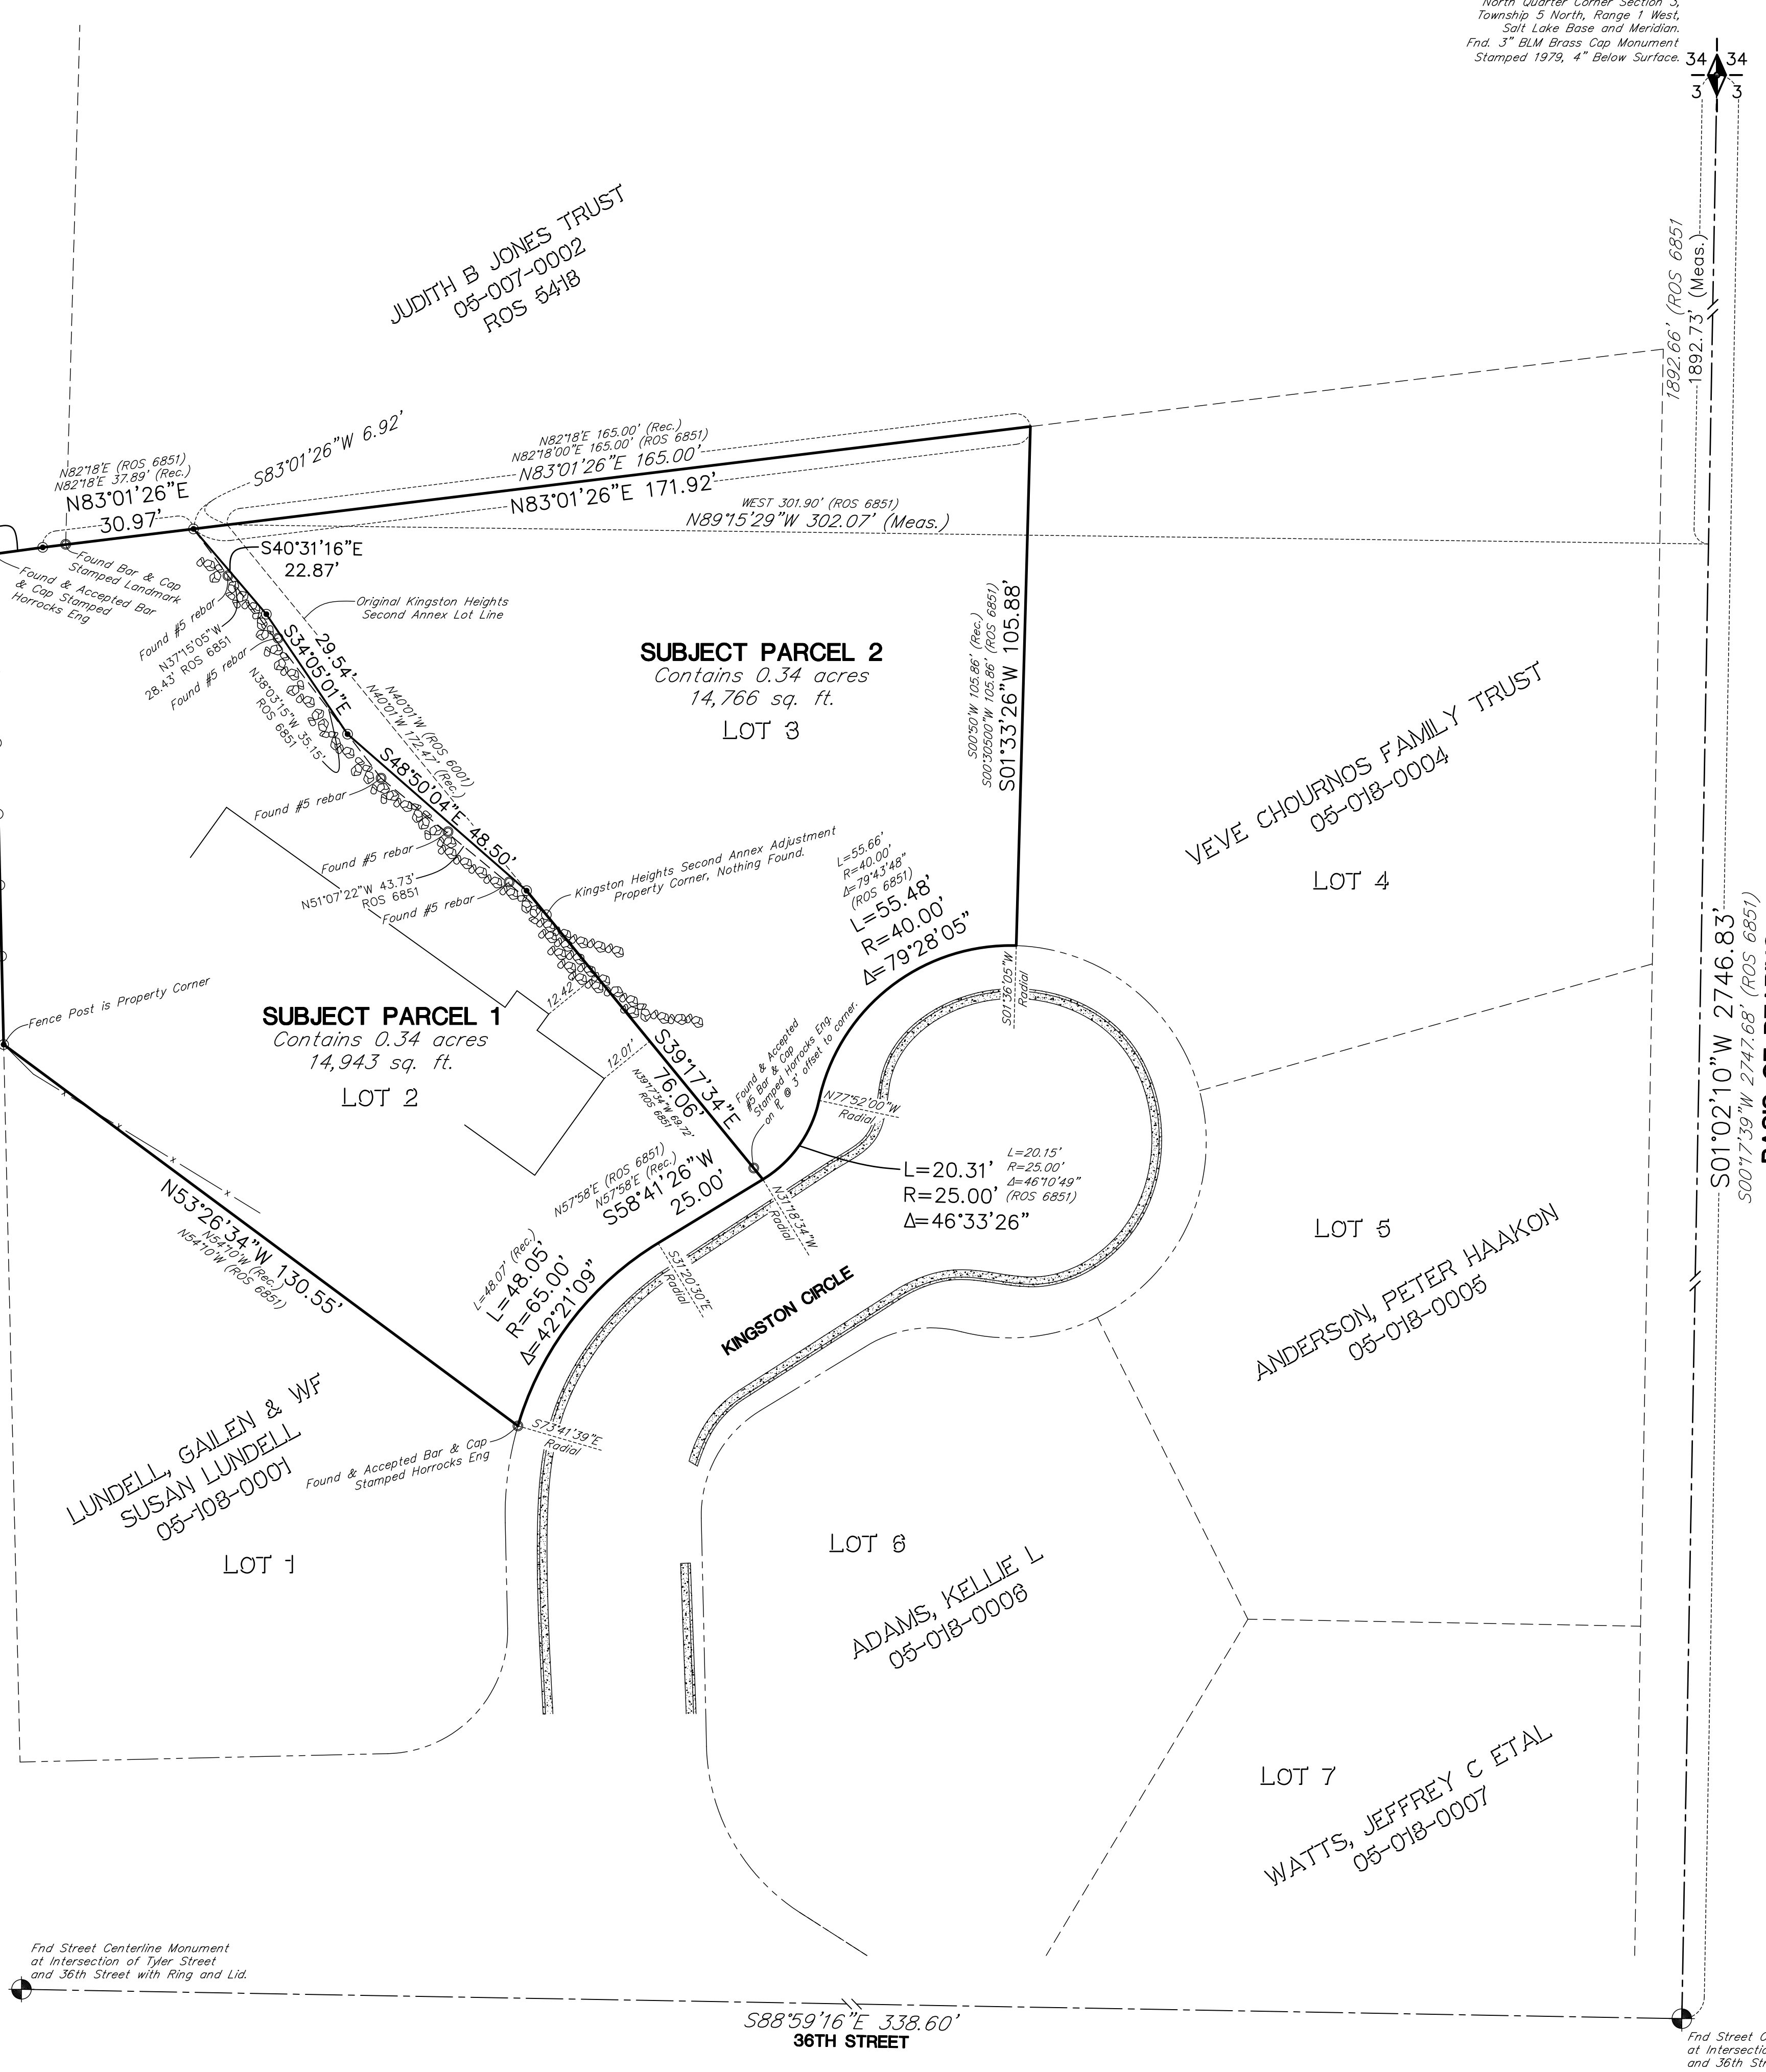 North Quarter Corner Section 3,
Township 5 North, Range 1 West,
Salt Lake Base and Meridian.
Fnd. 3" BLM Brass Cap Monument
Stamped 1979, 4" Below Surface.
34 34
3 3
JUDITH B JONES TRUST
05-007-0002
ROS 5418
1892.66' (ROS 6851
1892.73' (Meas.)
S83°01'26"W 6.92'
N82°18'E 165.00' (Rec.)
N82°18'00"E 165.00' (ROS 6851)
N83°01'26"E 165.00'
N83°01'26"E 171.92'
WEST 301.90' (ROS 6851)
N89°15'29"W 302.07' (Meas.)
N82°18'E (ROS 6851)
N82°18'E 37.89' (Rec.)
N83°01'26"E
30.97'
Found Bar & Cap
Stamped Landmark
Found & Accepted Bar
& Cap Stamped
Horrocks Eng
S40°31'16"E
22.87'
Original Kingston Heights
Second Annex Lot Line
Found #5 rebar
N37°15'05"W
28.43' ROS 6851
Found #5 rebar
S34°05'01"E
29.54'
N38°03'15"W 35.15'
ROS 6851
N40°01'W (ROS 6001)
N40°01'W 172.47' (Rec.)
SUBJECT PARCEL 2
Contains 0.34 acres
14,766 sq. ft.
LOT 3
S00°50'W 105.86' (Rec.)
S00°30500"W 105.86' (ROS 6851)
S01°33'26"W 105.88'
VEVE CHOURNOS FAMILY TRUST
05-018-0004
LOT 4
S48°50'04"E 48.50'
Found #5 rebar
Found #5 rebar
N51°07'22"W 43.73'
ROS 6851
Found #5 rebar
Kingston Heights Second Annex Adjustment
Property Corner, Nothing Found.
L=55.66'
R=40.00'
Δ=79°43'48"
(ROS 6851)
L=55.48'
R=40.00'
Δ=79°28'05"
S01°36'05"W
Radial
Fence Post is Property Corner
SUBJECT PARCEL 1
Contains 0.34 acres
14,943 sq. ft.
LOT 2
12.42'
12.01'
S39°17'34"E
76.06'
N39°17'34"W 69.72'
ROS 6851
Found & Accepted
#5 Bar & Cap
Stamped Horrocks Eng.
on ℄ @ 3' offset to corner.
N77°52'00"W
Radial
L=20.31'
R=25.00'
Δ=46°33'26"
L=20.15'
R=25.00'
Δ=46°10'49"
(ROS 6851)
N57°58'E (ROS 6851)
N57°58'E (Rec.)
S58°41'26"W
25.00'
N31°18'34"W
Radial
S31°20'30"E
Radial
L=48.07' (Rec.)
L=48.05'
R=65.00'
Δ=42°21'09"
KINGSTON CIRCLE
N53°26'34"W 130.55'
N54°10'W (Rec.)
N54°10'W (ROS 6851)
S73°41'39"E
Radial
Found & Accepted Bar & Cap
Stamped Horrocks Eng
LUNDELL, GAILEN & WF
SUSAN LUNDELL
05-108-0001
LOT 1
LOT 5
ANDERSON, PETER HAAKON
05-018-0005
S01°02'10"W 2746.83'
S00°17'39"W 2747.68' (ROS 6851)
LOT 6
ADAMS, KELLIE L
05-018-0006
LOT 7
WATTS, JEFFREY C ETAL
05-018-0007
Fnd Street Centerline Monument
at Intersection of Tyler Street
and 36th Street with Ring and Lid.
S88°59'16"E 338.60'
36TH STREET
Fnd Street C
at Intersectio
and 36th Str